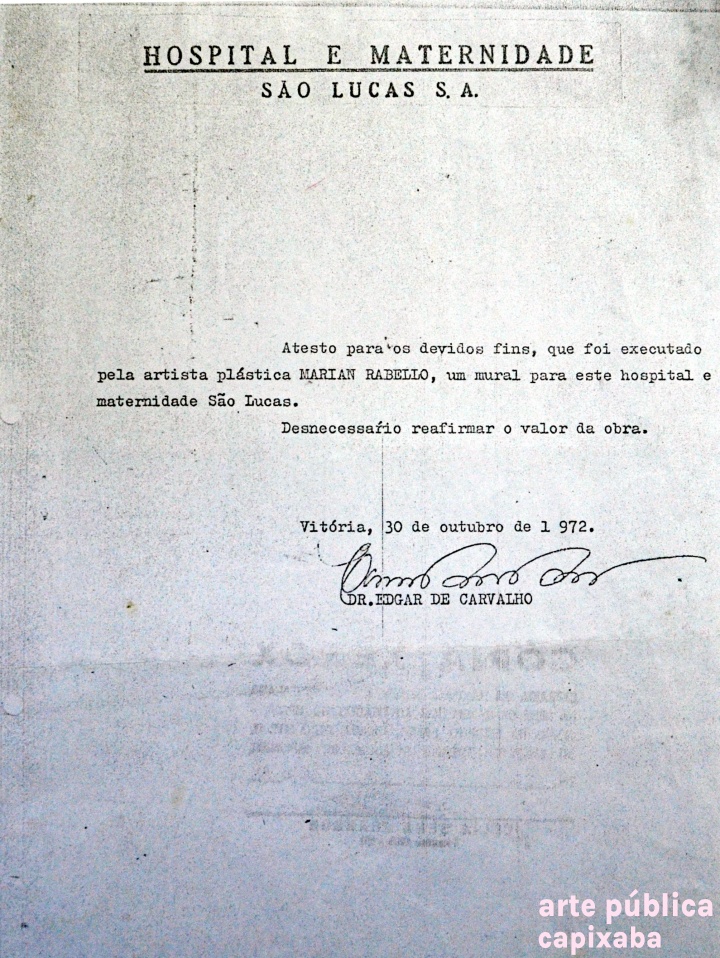 HOSPITAL E MATERNIDADE
SÃO LUCAS S.A.
Atesto para os devidos fins, que foi executado
pela artista plástica MARIAN RABELLO, um mural para este hospital e
maternidade São Lucas.
Desnecessário reafirmar o valor da obra.
Vitória, 30 de outubro de 1 972.
DR.EDGAR DE CARVALHO
arte pública
capixaba